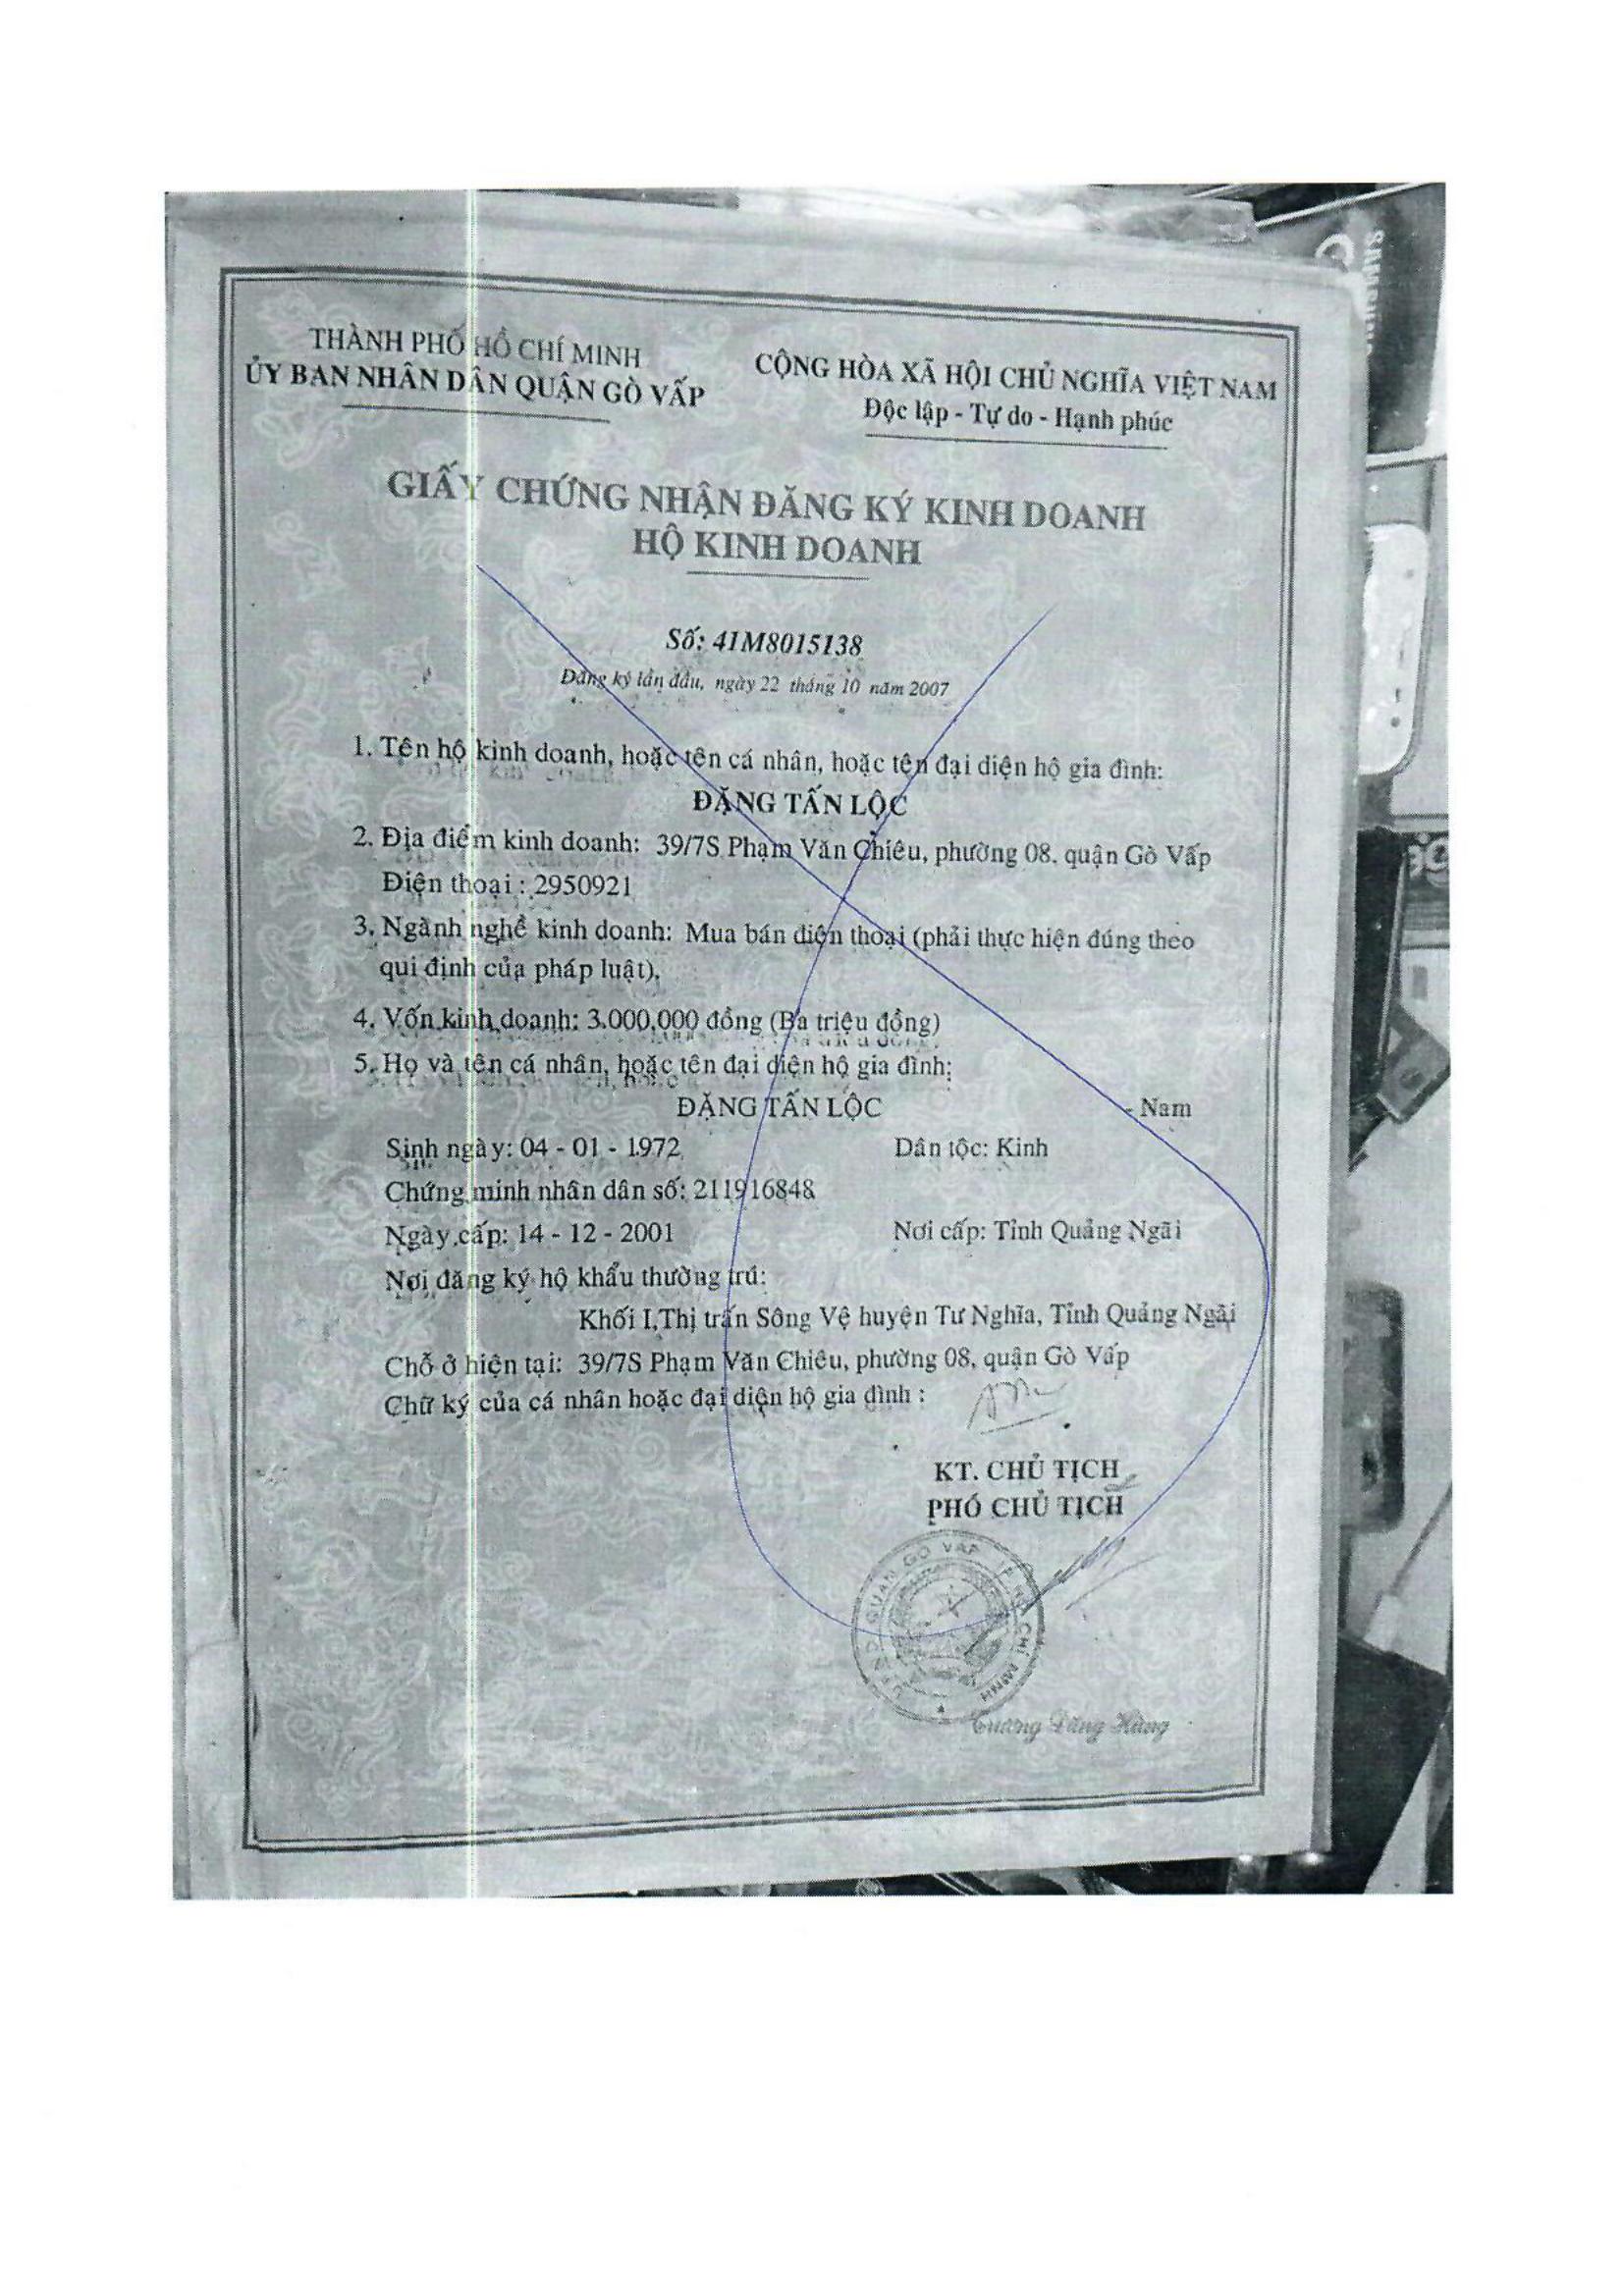 THÀNH PHỐ HỒ CHÍ MINH
ỦY BAN NHÂN DÂN QUẬN GÒ VẤP
CỘNG HÒA XÃ HỘI CHỦ NGHĨA VIỆT NAM
Độc lập - Tự do - Hạnh phúc
GIẤY CHỨNG NHẬN ĐĂNG KÝ KINH DOANH
HỘ KINH DOANH
Số: 41M8015138
Đăng ký lần đầu, ngày 22 tháng 10 năm 2007
1. Tên hộ kinh doanh, hoặc tên cá nhân, hoặc tên đại diện hộ gia đình:
ĐẶNG TẤN LỘC
2. Địa điểm kinh doanh: 39/7S Phạm Văn Chiêu, phường 08, quận Gò Vấp
Điện thoại : 2950921
3. Ngành nghề kinh doanh: Mua bán điện thoại (phải thực hiện đúng theo
qui định của pháp luật).
4. Vốn kinh doanh: 3.000.000 đồng (Ba triệu đồng)
5. Họ và tên cá nhân, hoặc tên đại diện hộ gia đình:
ĐẶNG TẤN LỘC - Nam
Sinh ngày: 04 - 01 - 1972 Dân tộc: Kinh
Chứng minh nhân dân số: 211916848
Ngày cấp: 14 - 12 - 2001 Nơi cấp: Tỉnh Quảng Ngãi
Nơi đăng ký hộ khẩu thường trú:
Khối I,Thị trấn Sông Vệ huyện Tư Nghĩa, Tỉnh Quảng Ngãi
Chỗ ở hiện tại: 39/7S Phạm Văn Chiêu, phường 08, quận Gò Vấp
Chữ ký của cá nhân hoặc đại diện hộ gia đình :
KT. CHỦ TỊCH
PHÓ CHỦ TỊCH
Trương Đăng Hùng